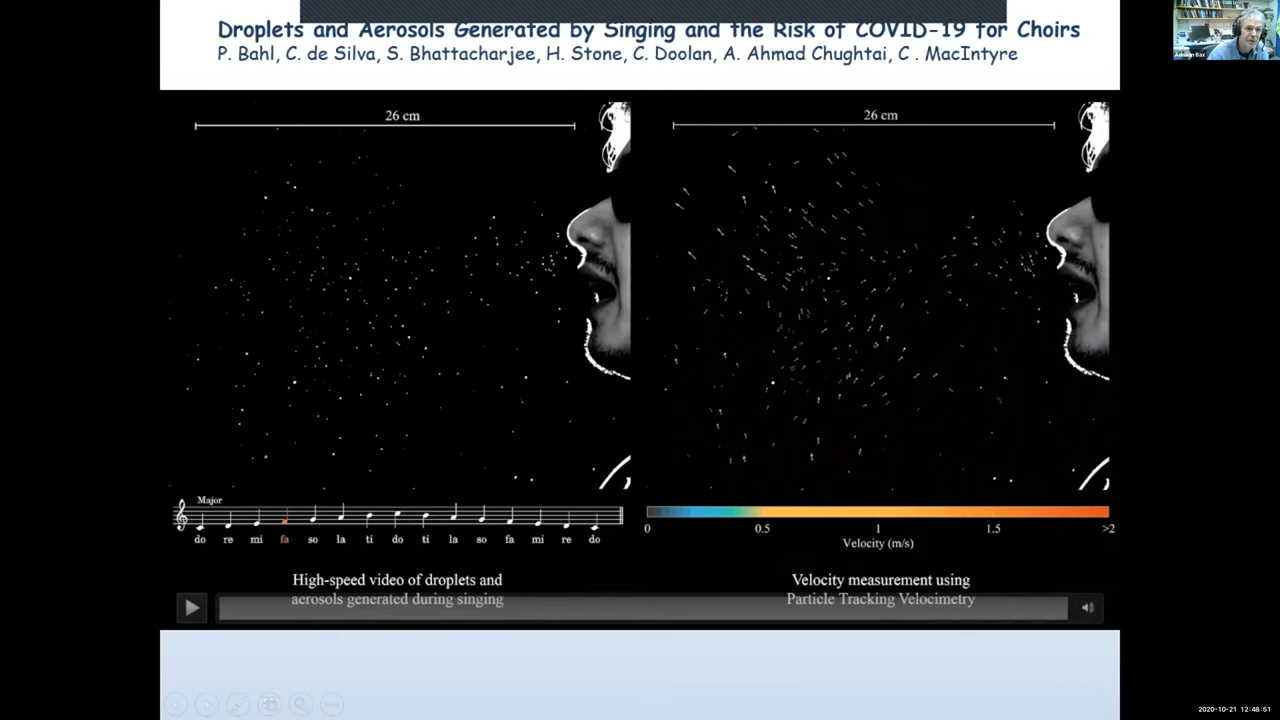 Droplets and Aerosols Generated by Singing and the Risk of COVID-19 for Choirs
P. Bahl, C. de Silva, S. Bhattacharjee, H. Stone, C. Doolan, A. Ahmad Chughtai, C . MacIntyre
Adriaan Bax
26 cm
26 cm
Major
do re mi fa so la ti do ti la so fa mi re do
0 0.5 1 1.5 >2
Velocity (m/s)
High-speed video of droplets and
aerosols generated during singing
Velocity measurement using
Particle Tracking Velocimetry
2020-10-21 12:48:51